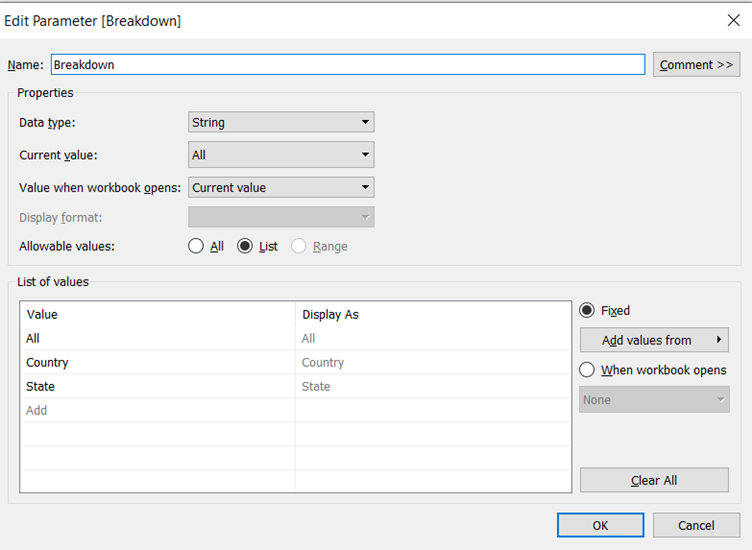 Edit Parameter [Breakdown]
Name: Breakdown Comment >>
Properties
Data type: String
Current value: All
Value when workbook opens: Current value
Display format:
Allowable values: All List Range
List of values
Value Display As
All All
Country Country
State State
Add
Fixed
Add values from
When workbook opens
None
Clear All
OK Cancel